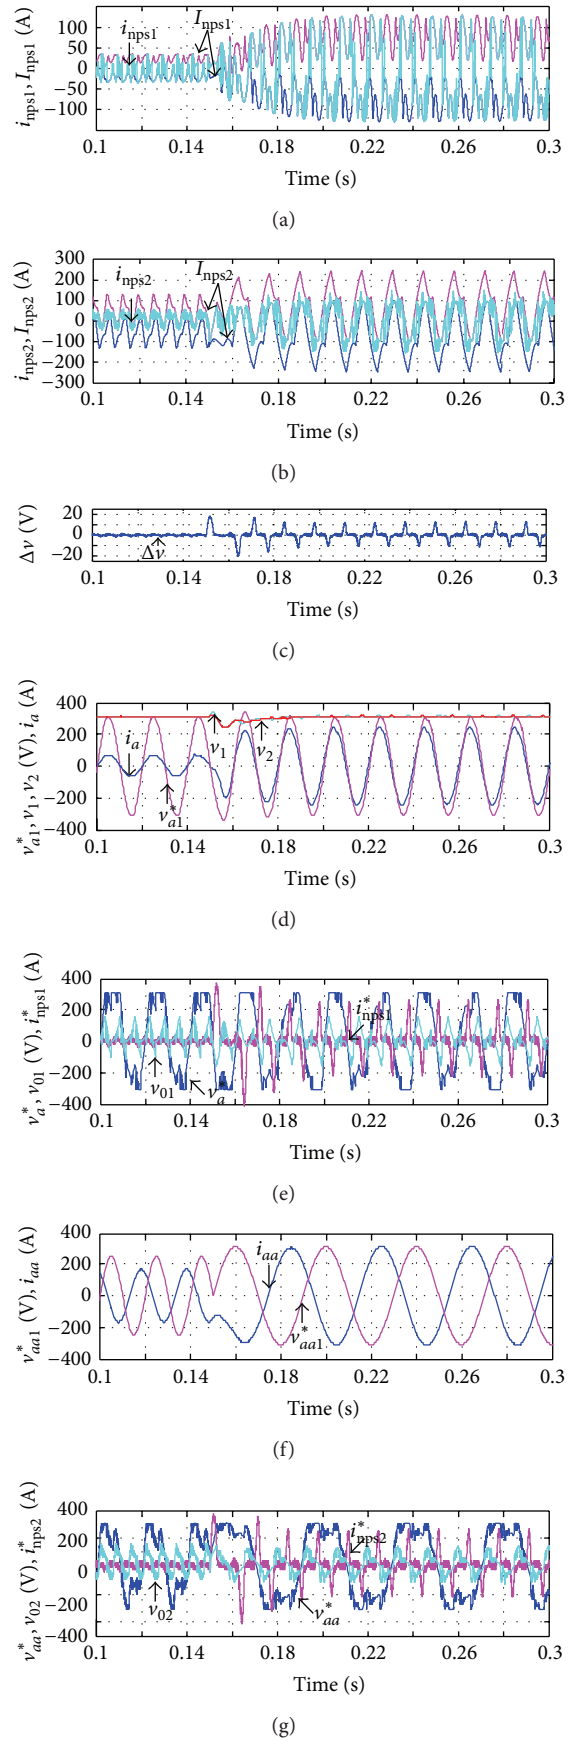 i_nps1, I_nps1 (A)
100
50
0
−50
−100
i_nps1
I_nps1
0.1 0.14 0.18 0.22 0.26 0.3
Time (s)
(a)
i_nps2, I_nps2 (A)
300
200
100
0
−100
−200
−300
i_nps2
I_nps2
0.1 0.14 0.18 0.22 0.26 0.3
Time (s)
(b)
Δv (V)
20
0
−20
Δv
0.1 0.14 0.18 0.22 0.26 0.3
Time (s)
(c)
v*_a1, v_1, v_2 (V), i_a (A)
400
200
0
−200
−400
i_a
v*_a1
v_1
v_2
0.1 0.14 0.18 0.22 0.26 0.3
Time (s)
(d)
v*_a, v_01 (V), i*_nps1 (A)
400
200
0
−200
−400
i*_nps1
v_01
v*_a
0.1 0.14 0.18 0.22 0.26 0.3
Time (s)
(e)
v*_aa1 (V), i_aa (A)
400
200
0
−200
−400
i_aa
v*_aa1
0.1 0.14 0.18 0.22 0.26 0.3
Time (s)
(f)
v*_aa, v_02 (V), i*_nps2 (A)
400
200
0
−200
−400
i*_nps2
v_02
v*_aa
0.1 0.14 0.18 0.22 0.26 0.3
Time (s)
(g)